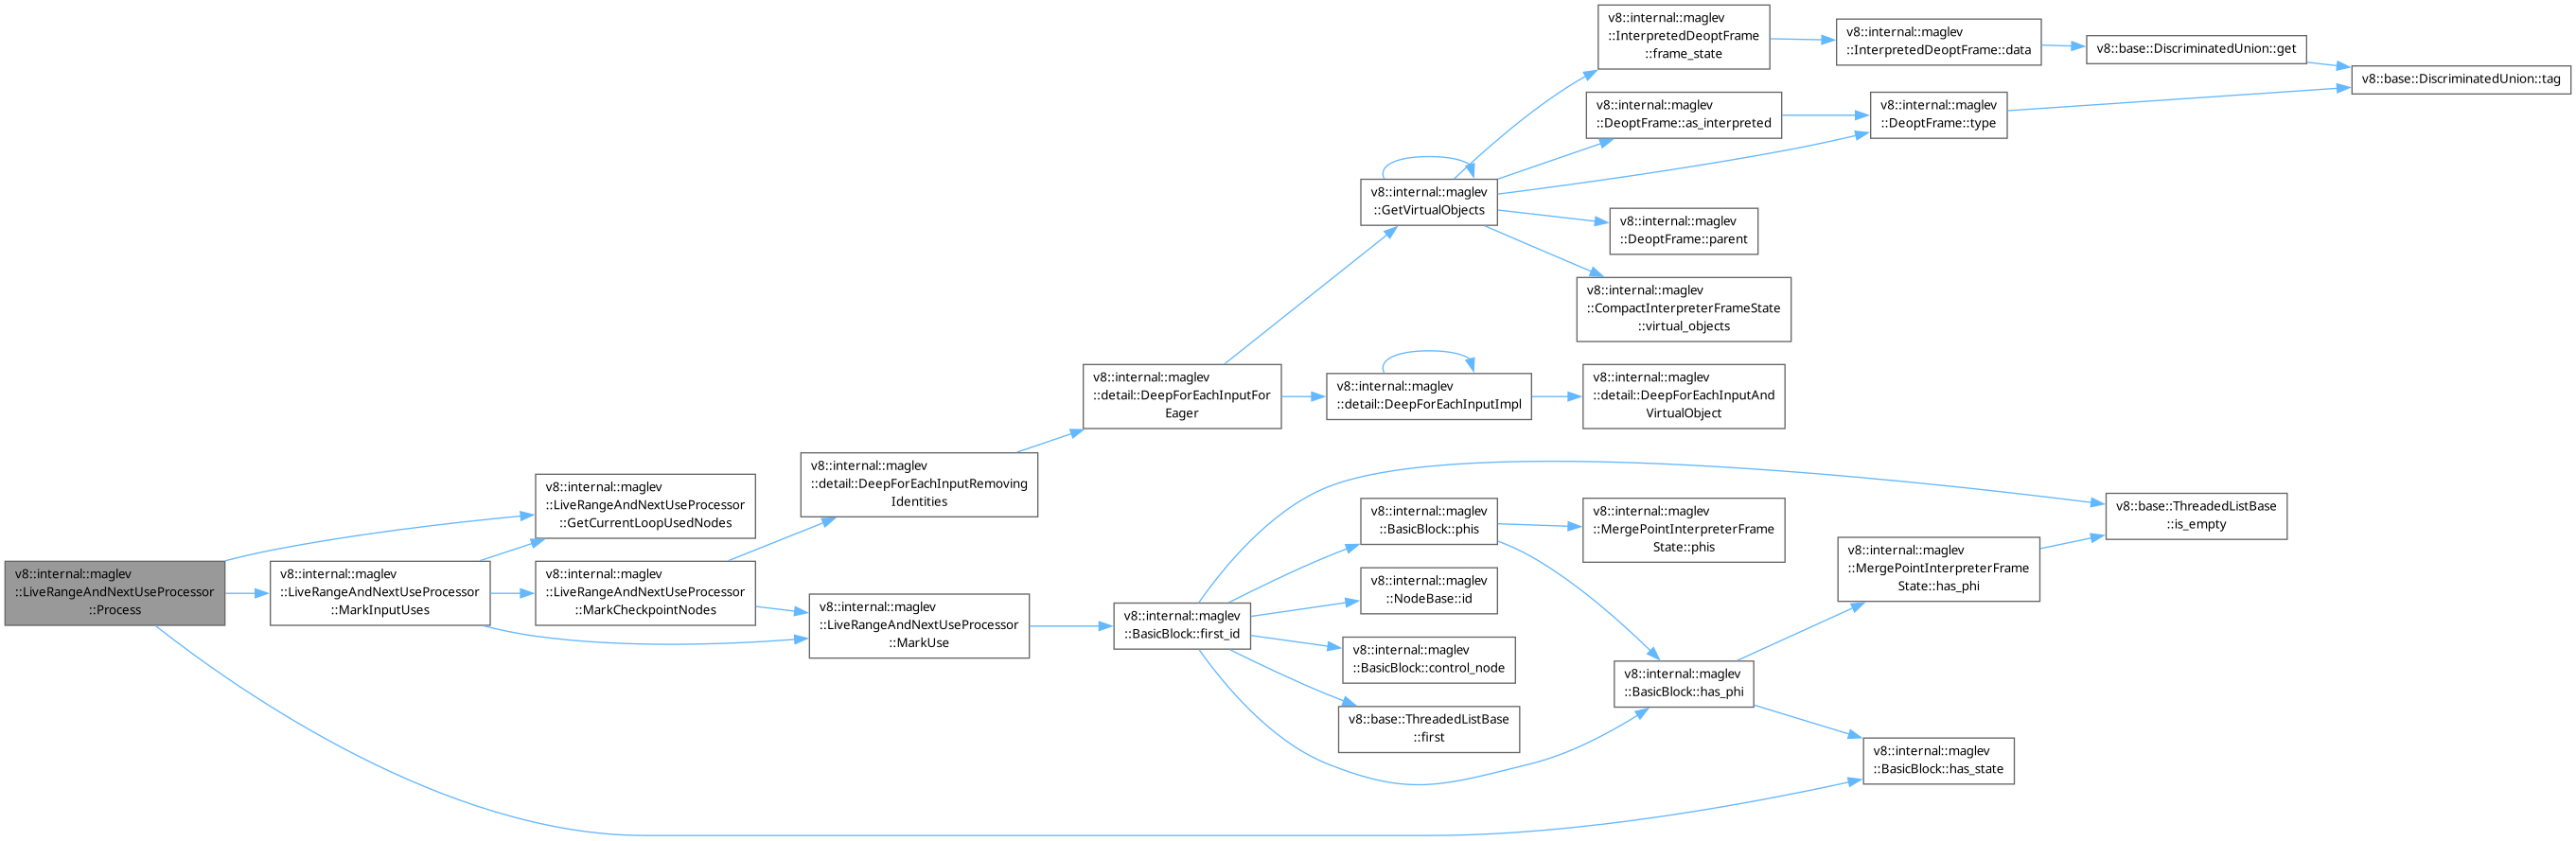 v8::internal::maglev
::LiveRangeAndNextUseProcessor
::Process
v8::internal::maglev
::LiveRangeAndNextUseProcessor
::MarkInputUses
v8::internal::maglev
::LiveRangeAndNextUseProcessor
::GetCurrentLoopUsedNodes
v8::internal::maglev
::LiveRangeAndNextUseProcessor
::MarkCheckpointNodes
v8::internal::maglev
::detail::DeepForEachInputRemoving
Identities
v8::internal::maglev
::LiveRangeAndNextUseProcessor
::MarkUse
v8::internal::maglev
::detail::DeepForEachInputFor
Eager
v8::internal::maglev
::BasicBlock::first_id
v8::internal::maglev
::GetVirtualObjects
v8::internal::maglev
::detail::DeepForEachInputImpl
v8::internal::maglev
::BasicBlock::phis
v8::internal::maglev
::NodeBase::id
v8::internal::maglev
::BasicBlock::control_node
v8::base::ThreadedListBase
::first
v8::internal::maglev
::InterpretedDeoptFrame
::frame_state
v8::internal::maglev
::DeoptFrame::as_interpreted
v8::internal::maglev
::DeoptFrame::parent
v8::internal::maglev
::CompactInterpreterFrameState
::virtual_objects
v8::internal::maglev
::detail::DeepForEachInputAnd
VirtualObject
v8::internal::maglev
::MergePointInterpreterFrame
State::phis
v8::internal::maglev
::BasicBlock::has_phi
v8::internal::maglev
::InterpretedDeoptFrame::data
v8::internal::maglev
::DeoptFrame::type
v8::internal::maglev
::MergePointInterpreterFrame
State::has_phi
v8::internal::maglev
::BasicBlock::has_state
v8::base::DiscriminatedUnion::get
v8::base::ThreadedListBase
::is_empty
v8::base::DiscriminatedUnion::tag